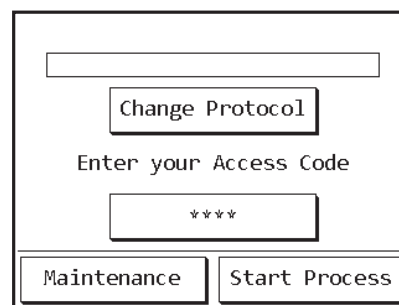 Change Protocol
Enter your Access Code
****
Maintenance
Start Process